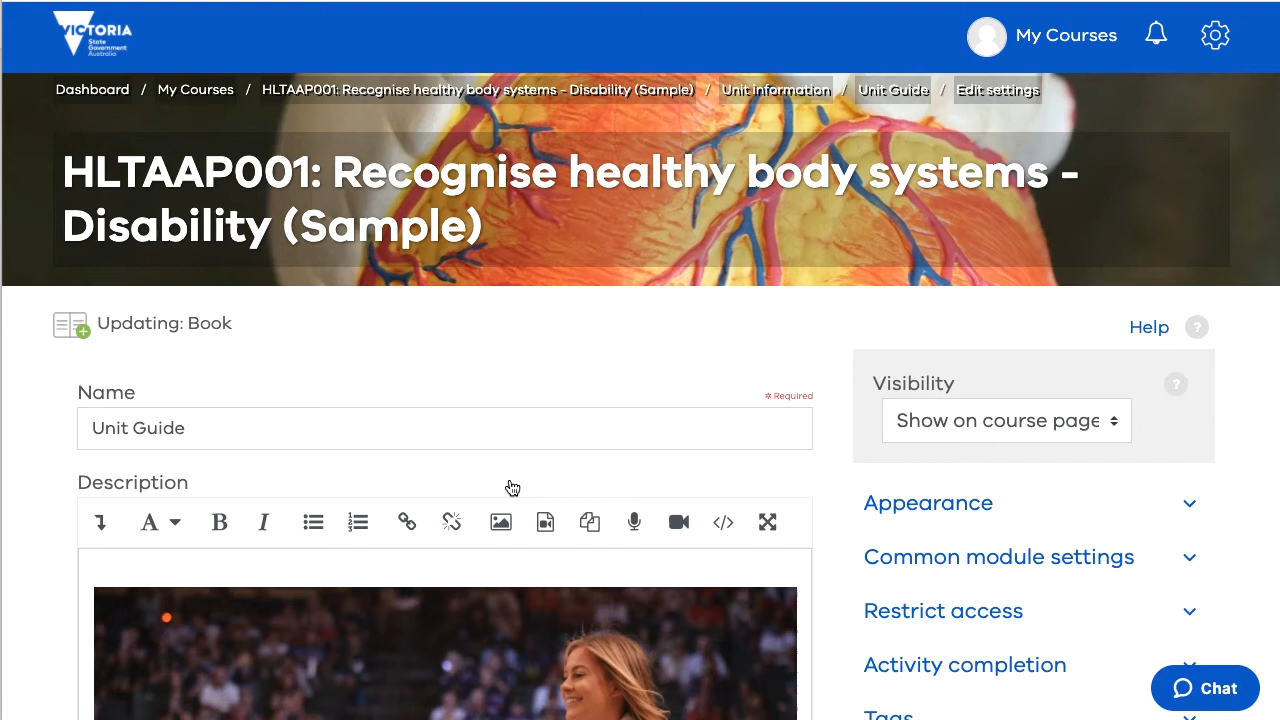 VICTORIA
State
Government
Australia
My Courses
Dashboard / My Courses / HLTAAP001: Recognise healthy body systems - Disability (Sample) / Unit information / Unit Guide / Edit settings
HLTAAP001: Recognise healthy body systems -
Disability (Sample)
Updating: Book
Help ?
Name
Required
Unit Guide
Description
A B I </>
Visibility ?
Show on course page
Appearance
Common module settings
Restrict access
Activity completion
Chat
Tags